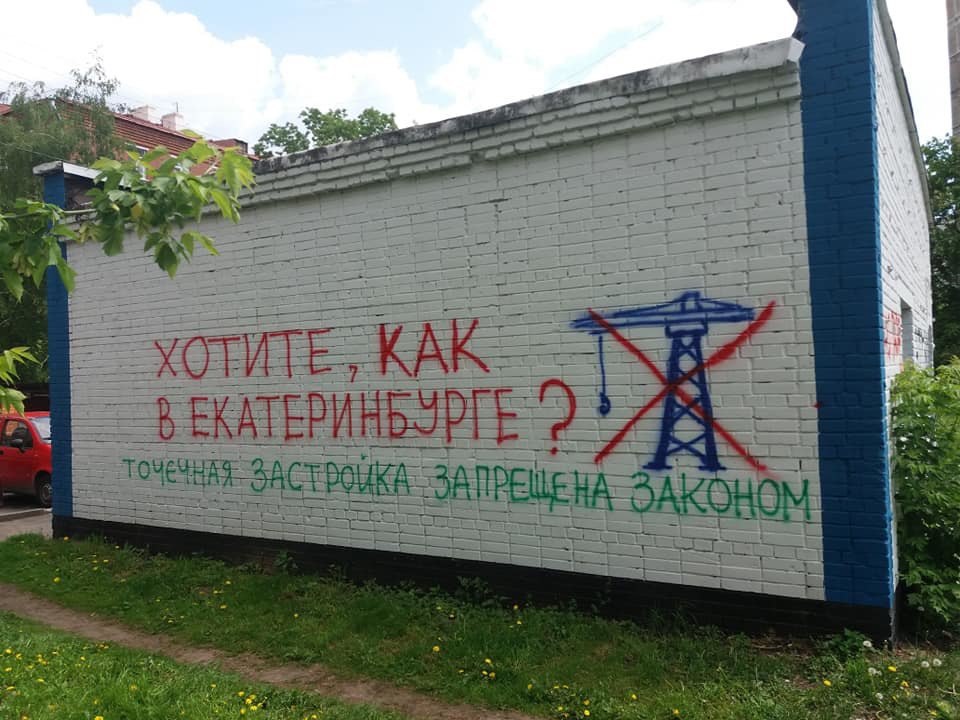 ХОТИТЕ, КАК
В ЕКАТЕРИНБУРГЕ?
ТОЧЕЧНАЯ ЗАСТРОЙКА ЗАПРЕЩЕНА ЗАКОНОМ